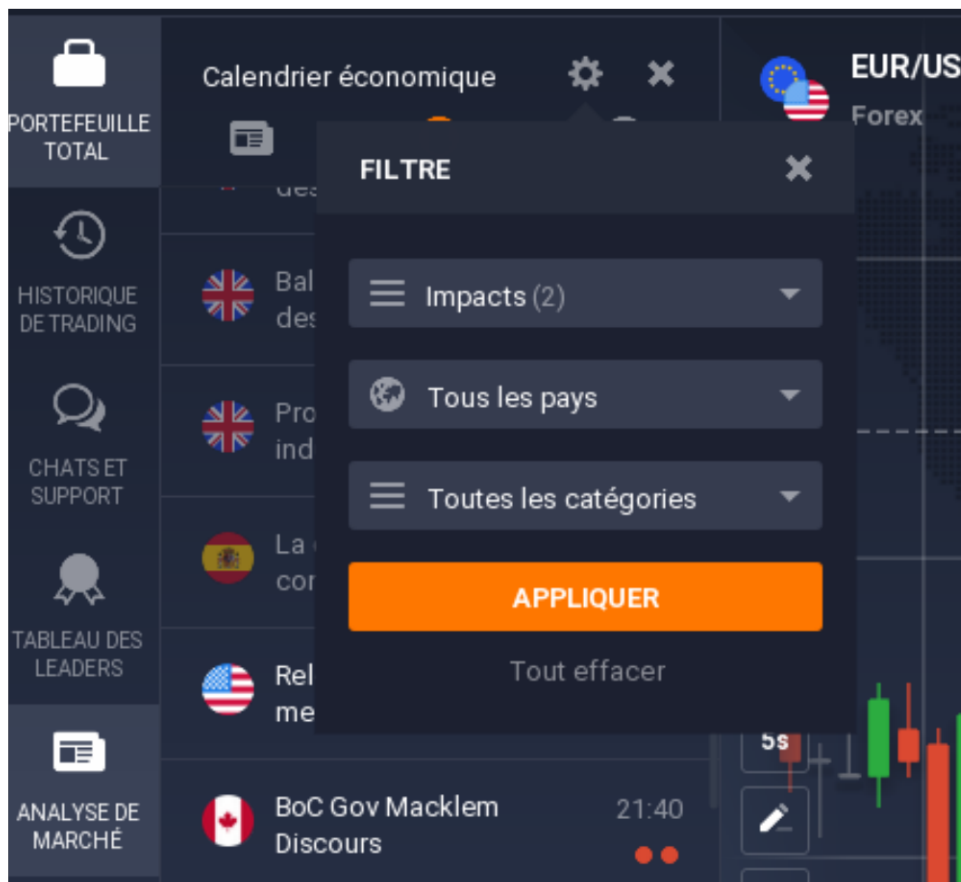 PORTEFEUILLE
TOTAL
HISTORIQUE
DE TRADING
CHATS ET
SUPPORT
TABLEAU DES
LEADERS
ANALYSE DE
MARCHÉ
Calendrier économique
FILTRE
Impacts (2)
Tous les pays
Toutes les catégories
APPLIQUER
Tout effacer
BoC Gov Macklem
Discours
21:40
EUR/US
Forex
5s